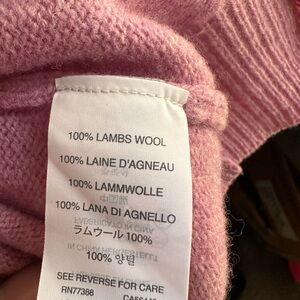 100% LAMBS WOOL
100% LAINE D'AGNEAU
100% LAMMWOLLE
100% LANA DI AGNELLO
ラムウール 100%
100% 양털
SEE REVERSE FOR CARE
RN77388